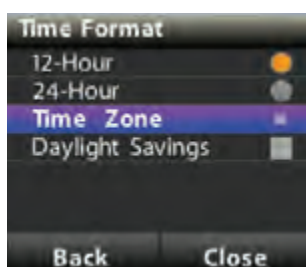 Time Format
12-Hour
24-Hour
Time Zone
Daylight Savings
Back Close